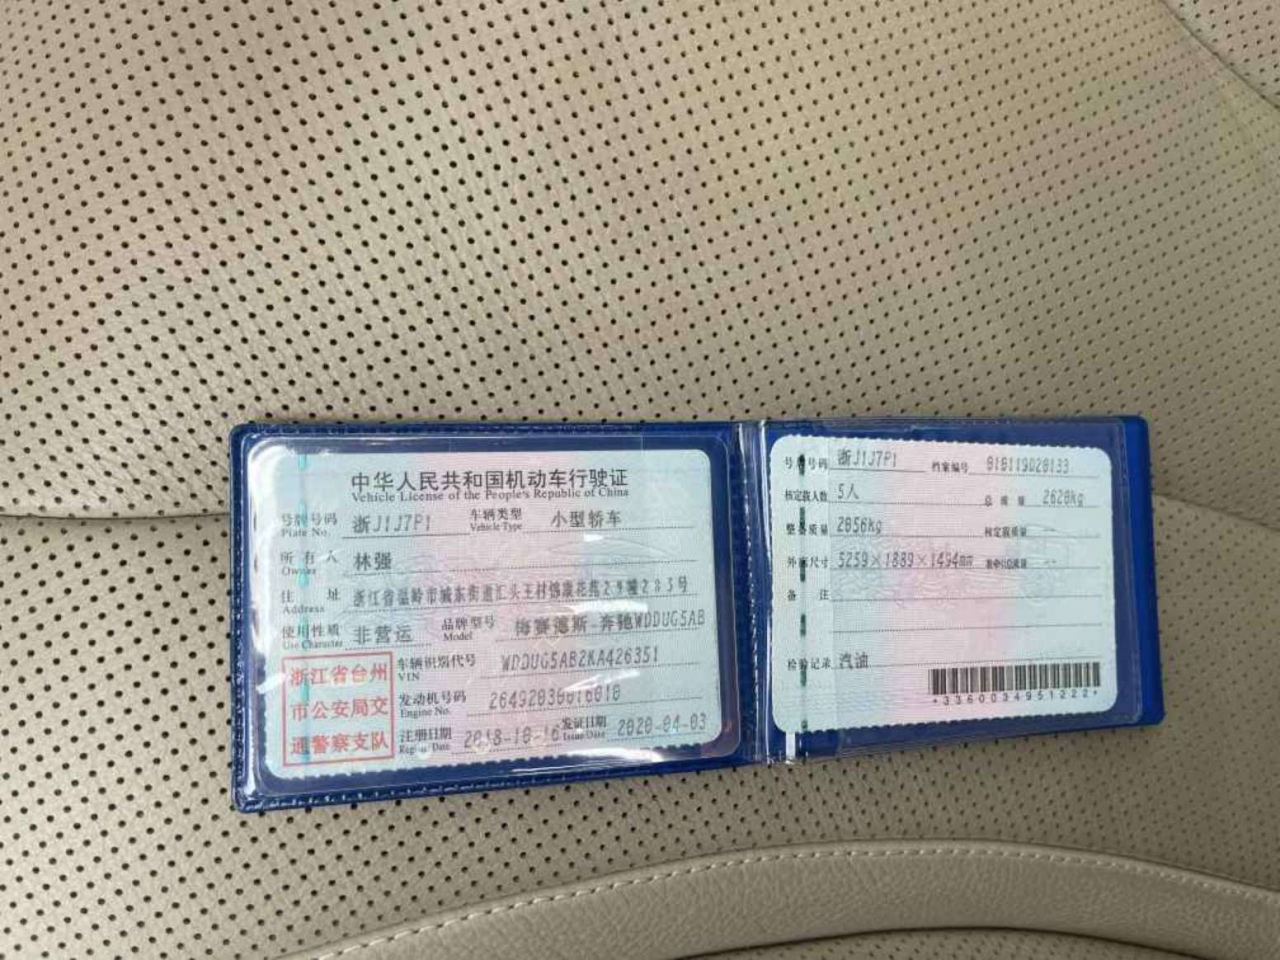 中华人民共和国机动车行驶证
Vehicle License of the People's Republic of China
号牌号码 浙J1J7P1 车辆类型 小型轿车
Plate No. Vehicle Type
所有人 林强
Owner
住址 浙江省温岭市城东街道汇头王村锦康花苑
Address
使用性质 非营运 品牌型号 梅赛德斯-奔驰WDDUG5AB
Use Character Model
浙江省台州
市公安局交
通警察支队
车辆识别代号 WDDUG5AB2KA426351
VIN
发动机号码
Engine No.
注册日期 2018-10-16 发证日期 2020-04-03
Register Date Issue Date
号牌号码 浙J1J7P1 档案编号
核定载人数 5人 总质量 2620kg
整备质量 2056kg 核定载质量
外廓尺寸 5259×1889×1494mm 准牵引总质量 --
备注
检验记录 汽油
*3360034951222*